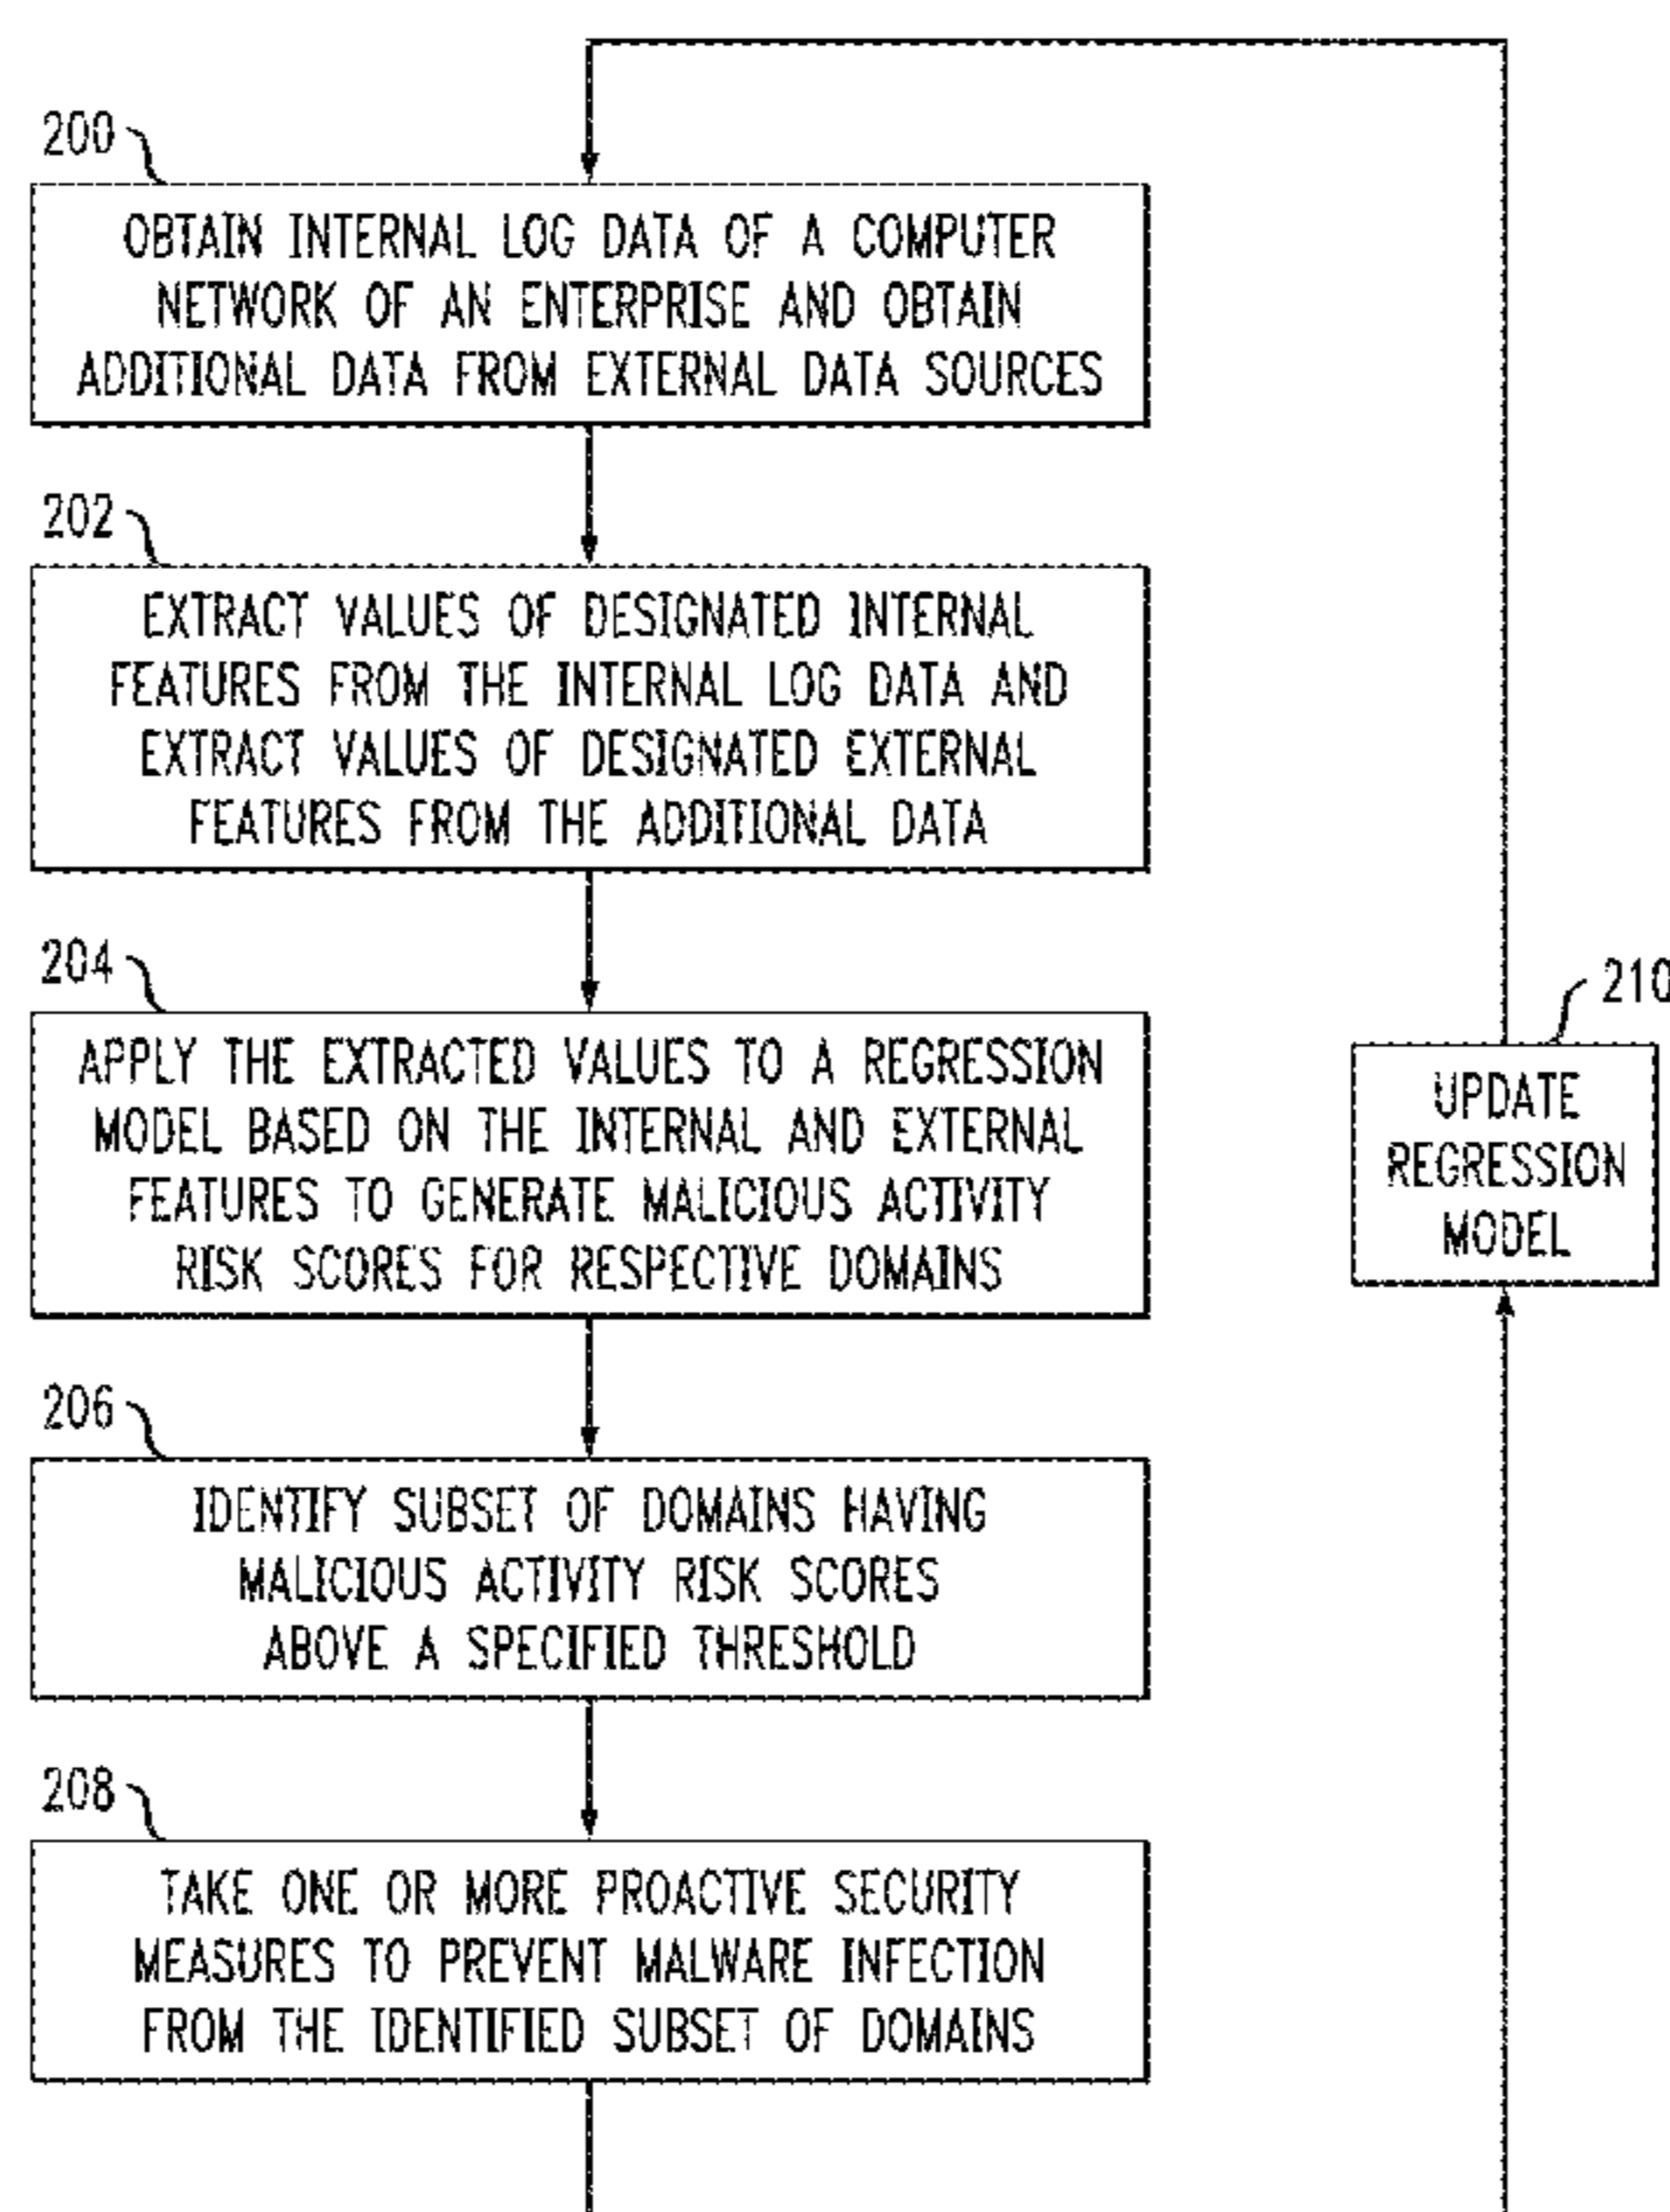 200
OBTAIN INTERNAL LOG DATA OF A COMPUTER
NETWORK OF AN ENTERPRISE AND OBTAIN
ADDITIONAL DATA FROM EXTERNAL DATA SOURCES
202
EXTRACT VALUES OF DESIGNATED INTERNAL
FEATURES FROM THE INTERNAL LOG DATA AND
EXTRACT VALUES OF DESIGNATED EXTERNAL
FEATURES FROM THE ADDITIONAL DATA
204
APPLY THE EXTRACTED VALUES TO A REGRESSION
MODEL BASED ON THE INTERNAL AND EXTERNAL
FEATURES TO GENERATE MALICIOUS ACTIVITY
RISK SCORES FOR RESPECTIVE DOMAINS
206
IDENTIFY SUBSET OF DOMAINS HAVING
MALICIOUS ACTIVITY RISK SCORES
ABOVE A SPECIFIED THRESHOLD
208
TAKE ONE OR MORE PROACTIVE SECURITY
MEASURES TO PREVENT MALWARE INFECTION
FROM THE IDENTIFIED SUBSET OF DOMAINS
210
UPDATE
REGRESSION
MODEL